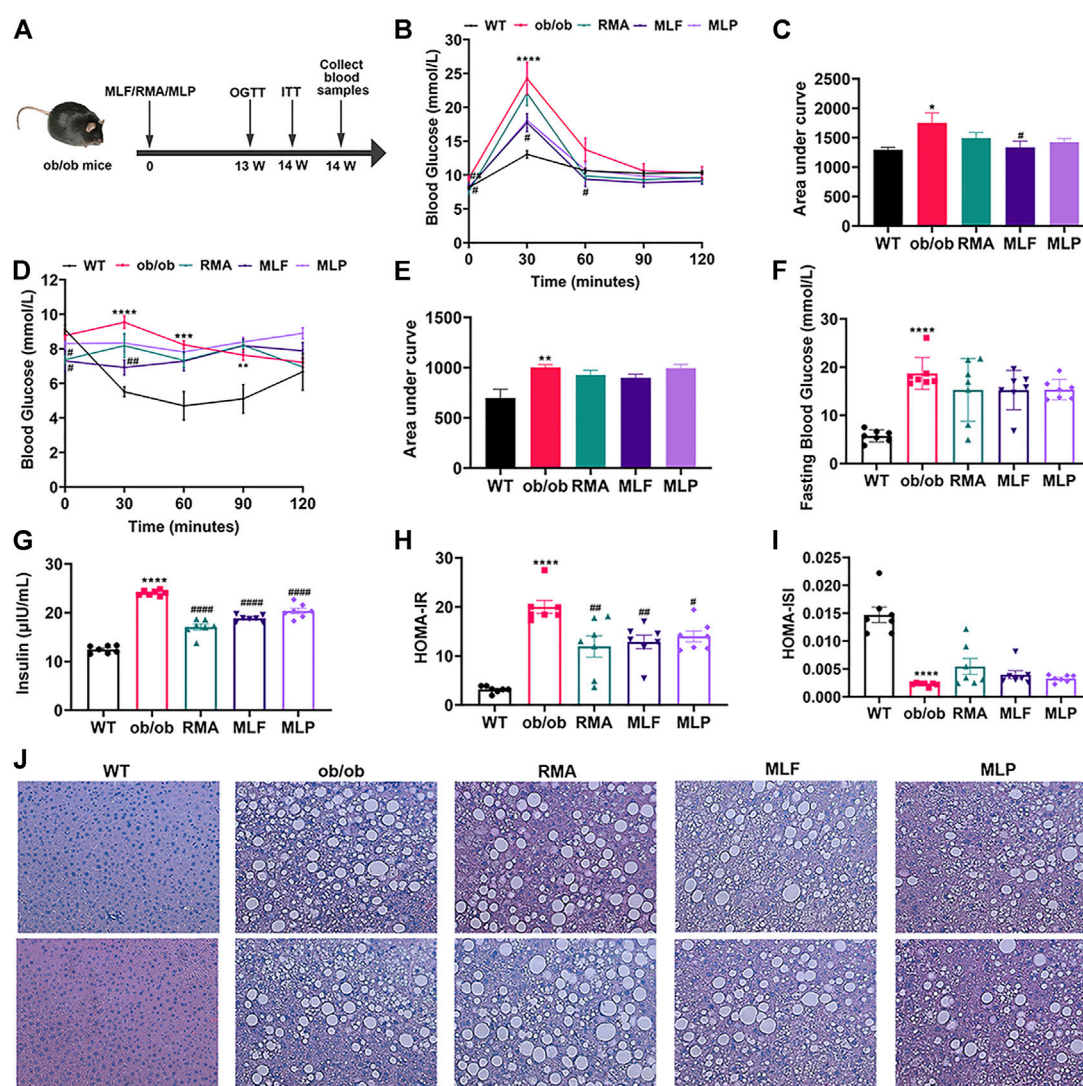 A
MLF/RMA/MLP
OGTT
ITT
Collect
blood
samples
ob/ob mice
0
13 W
14 W
14 W
B
WT ob/ob RMA MLF MLP
Blood Glucose (mmol/L)
30
25
20
15
10
5
0
****
#
##
#
#
0 30 60 90 120
Time (minutes)
C
Area under curve
2500
2000
1500
1000
500
0
*
#
WT ob/ob RMA MLF MLP
D
WT ob/ob RMA MLF MLP
Blood Glucose (mmol/L)
12
10
8
6
4
2
0
****
***
**
#
#
##
0 30 60 90 120
Time (minutes)
E
Area under curve
1500
1000
500
0
**
WT ob/ob RMA MLF MLP
F
Fasting Blood Glucose (mmol/L)
30
20
10
0
****
WT ob/ob RMA MLF MLP
G
Insulin (μIU/mL)
30
20
10
0
****
####
####
####
WT ob/ob RMA MLF MLP
H
HOMA-IR
30
20
10
0
****
##
##
#
WT ob/ob RMA MLF MLP
I
HOMA-ISI
0.025
0.020
0.015
0.010
0.005
0.000
****
WT ob/ob RMA MLF MLP
J
WT ob/ob RMA MLF MLP